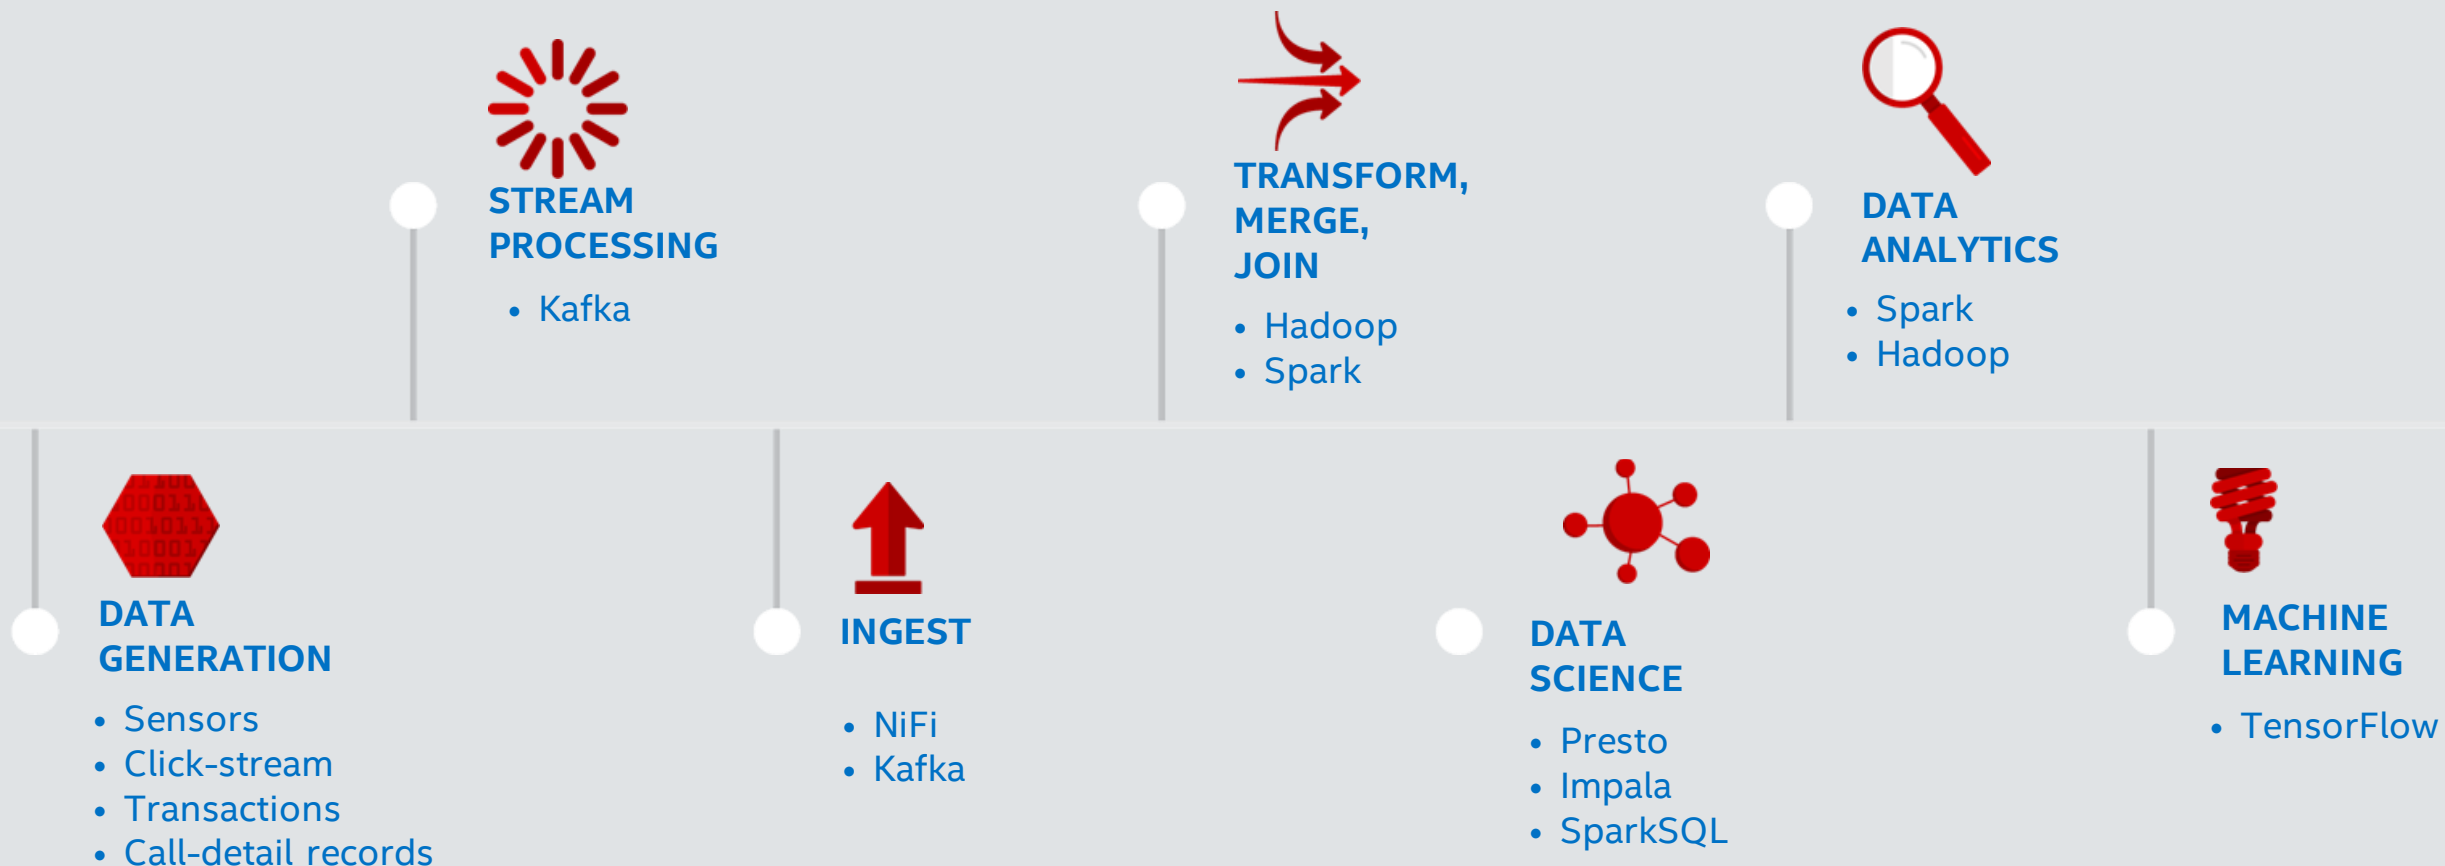 STREAM
PROCESSING
• Kafka
TRANSFORM,
MERGE,
JOIN
• Hadoop
• Spark
DATA
ANALYTICS
• Spark
• Hadoop
DATA
GENERATION
• Sensors
• Click-stream
• Transactions
• Call-detail records
INGEST
• NiFi
• Kafka
DATA
SCIENCE
• Presto
• Impala
• SparkSQL
MACHINE
LEARNING
• TensorFlow